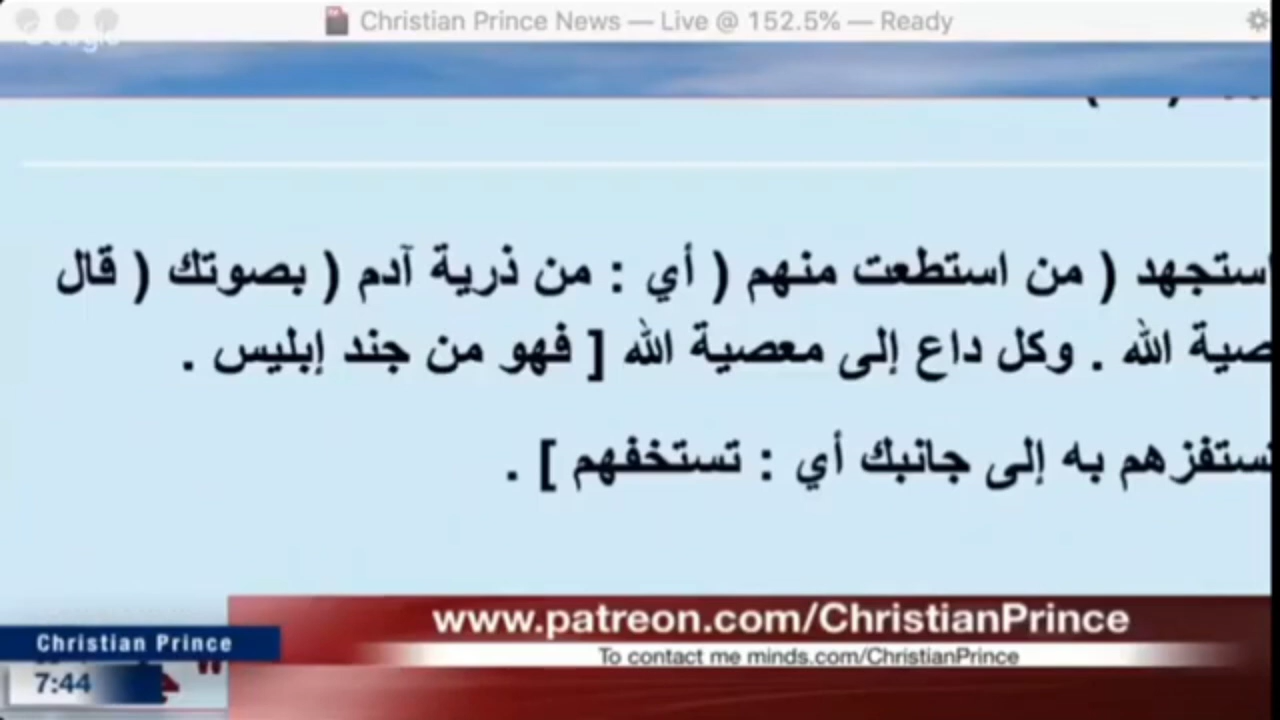 Christian Prince News — Live @ 152.5% — Ready
Google
استجهد ( من استطعت منهم ( أي : من ذرية آدم ( بصوتك ( قال
صية الله . وكل داع إلى معصية الله [ فهو من جند إبليس .
تستفزهم به إلى جانبك أي : تستخفهم ] .
www.patreon.com/ChristianPrince
Christian Prince
To contact me minds.com/ChristianPrince
7:44